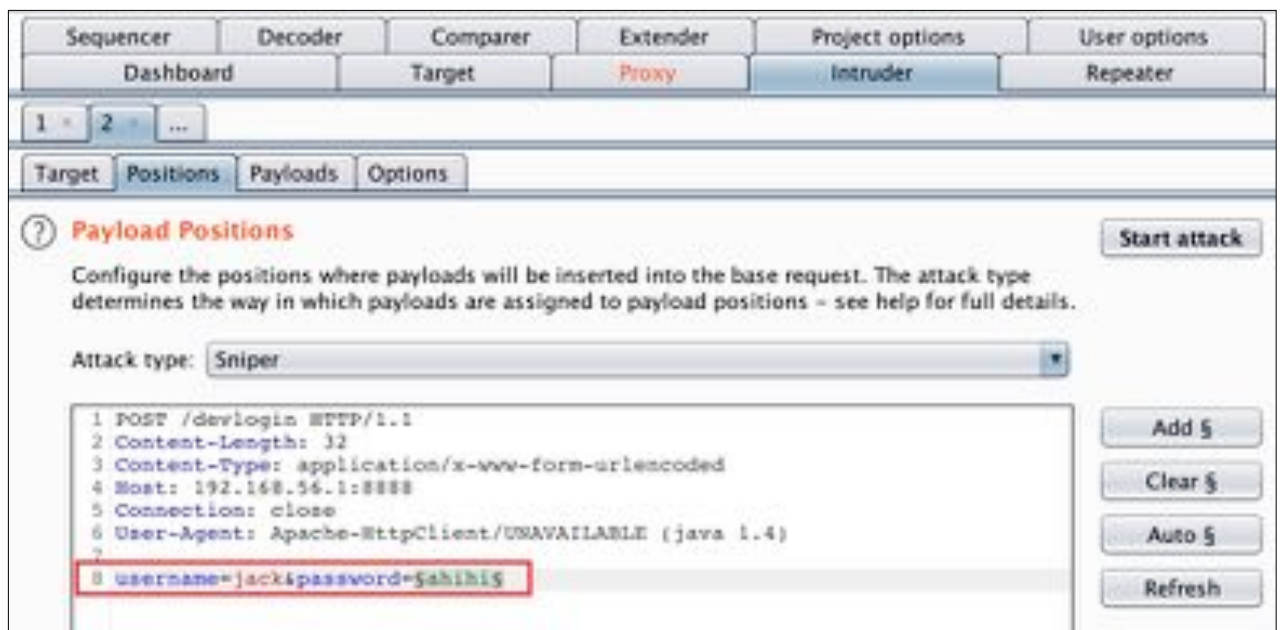 Sequencer Decoder Comparer Extender Project options User options
Dashboard Target Proxy Intruder Repeater
1 × 2 × ...
Target Positions Payloads Options
? Payload Positions Start attack
Configure the positions where payloads will be inserted into the base request. The attack type
determines the way in which payloads are assigned to payload positions – see help for full details.
Attack type: Sniper
1 POST /devlogin HTTP/1.1
2 Content-Length: 32
3 Content-Type: application/x-www-form-urlencoded
4 Host: 192.168.56.1:8888
5 Connection: close
6 User-Agent: Apache-HttpClient/UNAVAILABLE (java 1.4)
7
8 username=jack&password=§ahihi§
Add §
Clear §
Auto §
Refresh